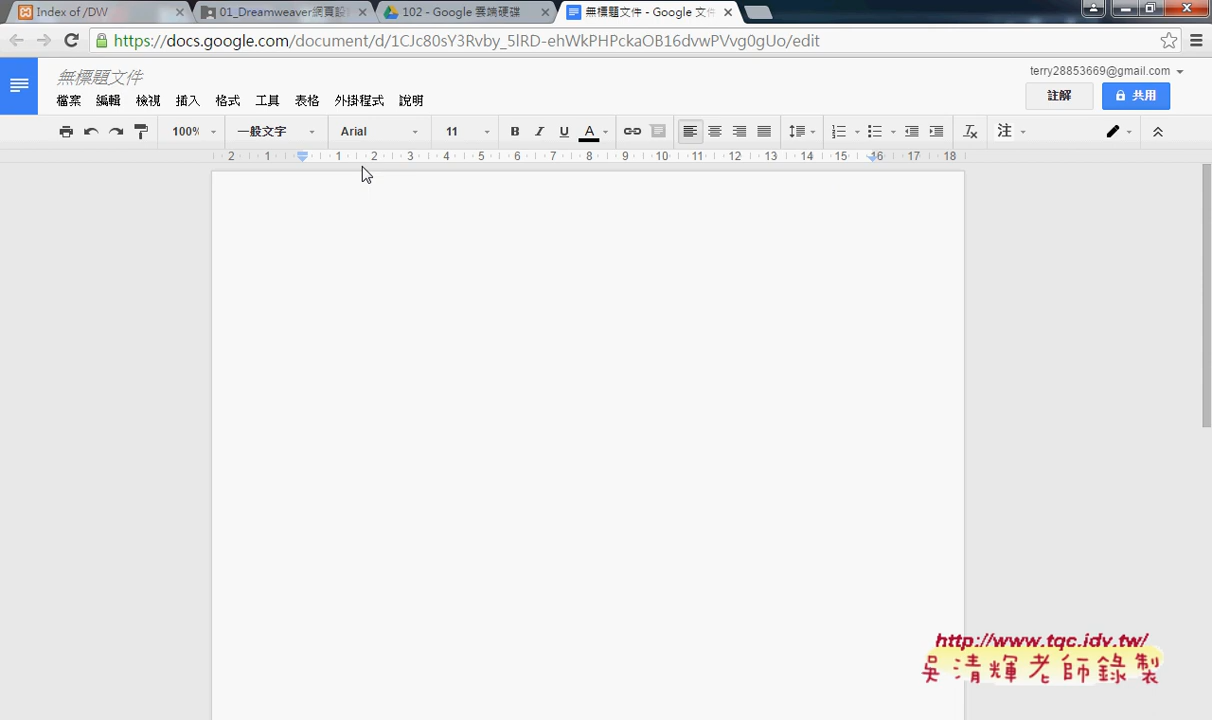 Index of /DW
01_Dreamweaver網頁設
102 - Google 雲端硬碟
無標題文件 - Google 文件
https://docs.google.com/document/d/1CJc80sY3Rvby_5lRD-ehWkPHPckaOB16dvwPVvg0gUo/edit
無標題文件
terry28853669@gmail.com
檔案 編輯 檢視 插入 格式 工具 表格 外掛程式 說明
註解
共用
100% 一般文字 Arial 11 B I U A 注
2 1 1 2 3 4 5 6 7 8 9 10 11 12 13 14 15 16 17 18
http://www.tqc.idv.tw/
吳清輝老師錄製